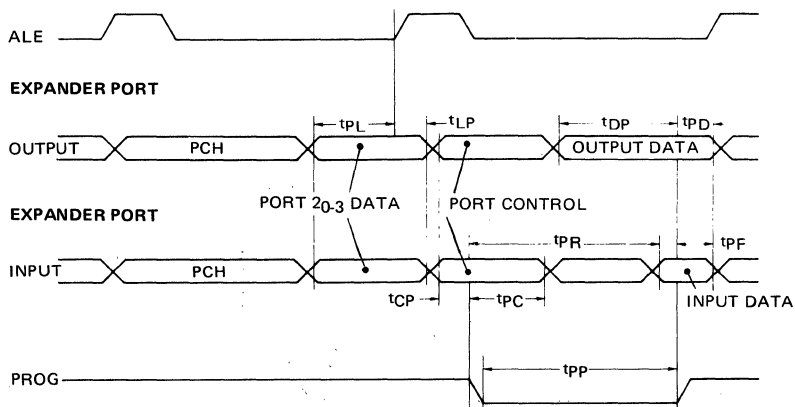 ALE
EXPANDER PORT
tPL
tLP
tDP
tPD
OUTPUT
PCH
OUTPUT DATA
PORT 20-3 DATA
PORT CONTROL
EXPANDER PORT
tPR
tPF
INPUT
PCH
tCP
tPC
INPUT DATA
tPP
PROG